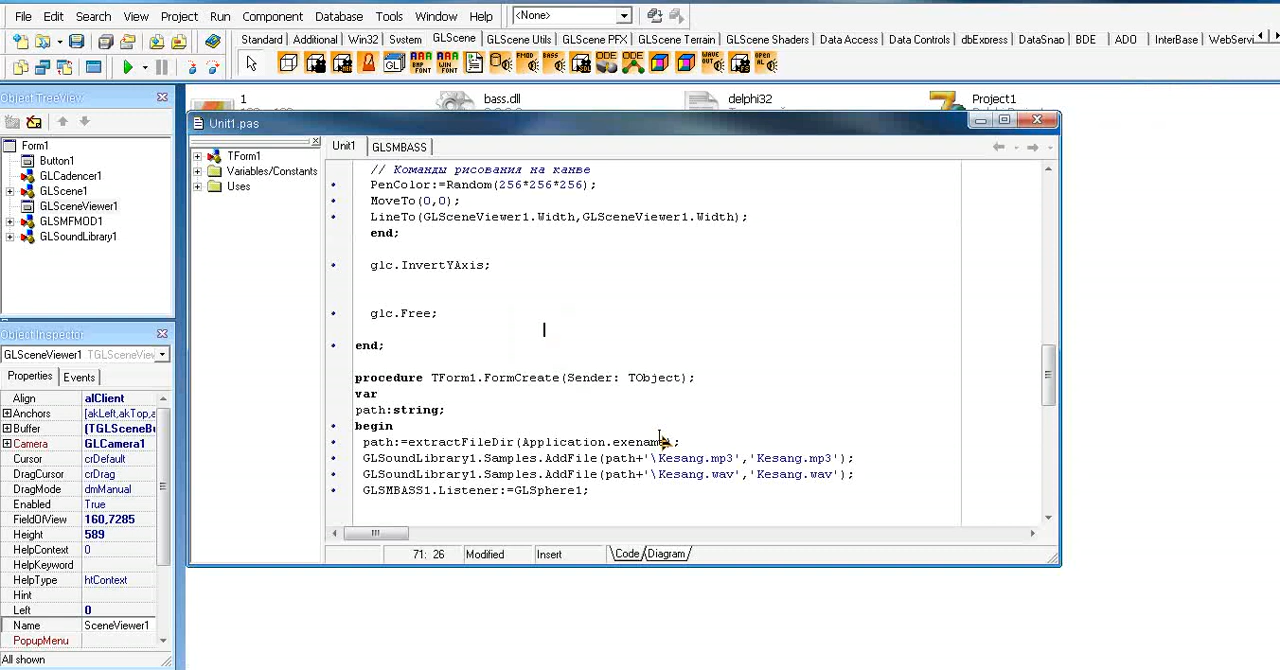 File Edit Search View Project Run Component Database Tools Window Help <None>
Standard Additional Win32 System GLScene GLScene Utils GLScene PFX GLScene Terrain GLScene Shaders Data Access Data Controls dbExpress DataSnap BDE ADO InterBase WebServi
Object TreeView
Form1
Button1
GLCadencer1
GLScene1
GLSceneViewer1
GLSMFMOD1
GLSoundLibrary1
1
bass.dll
delphi32
Project1
Unit1.pas
TForm1
Variables/Constants
Uses
Unit1 GLSMBASS
// Команды рисования на канве
PenColor:=Random(256*256*256);
MoveTo(0,0);
LineTo(GLSceneViewer1.Width,GLSceneViewer1.Width);
end;
glc.InvertYAxis;
glc.Free;
end;
procedure TForm1.FormCreate(Sender: TObject);
var
path:string;
begin
path:=extractFileDir(Application.exename);
GLSoundLibrary1.Samples.AddFile(path+'\Kesang.mp3','Kesang.mp3');
GLSoundLibrary1.Samples.AddFile(path+'\Kesang.wav','Kesang.wav');
GLSMBASS1.Listener:=GLSphere1;
71: 26 Modified Insert Code Diagram
Object Inspector
GLSceneViewer1 TGLSceneView
Properties Events
Align alClient
Anchors [akLeft,akTop,a
Buffer (TGLSceneBu
Camera GLCamera1
Cursor crDefault
DragCursor crDrag
DragMode dmManual
Enabled True
FieldOfView 160,7285
Height 589
HelpContext 0
HelpKeyword
HelpType htContext
Hint
Left 0
Name SceneViewer1
PopupMenu
All shown